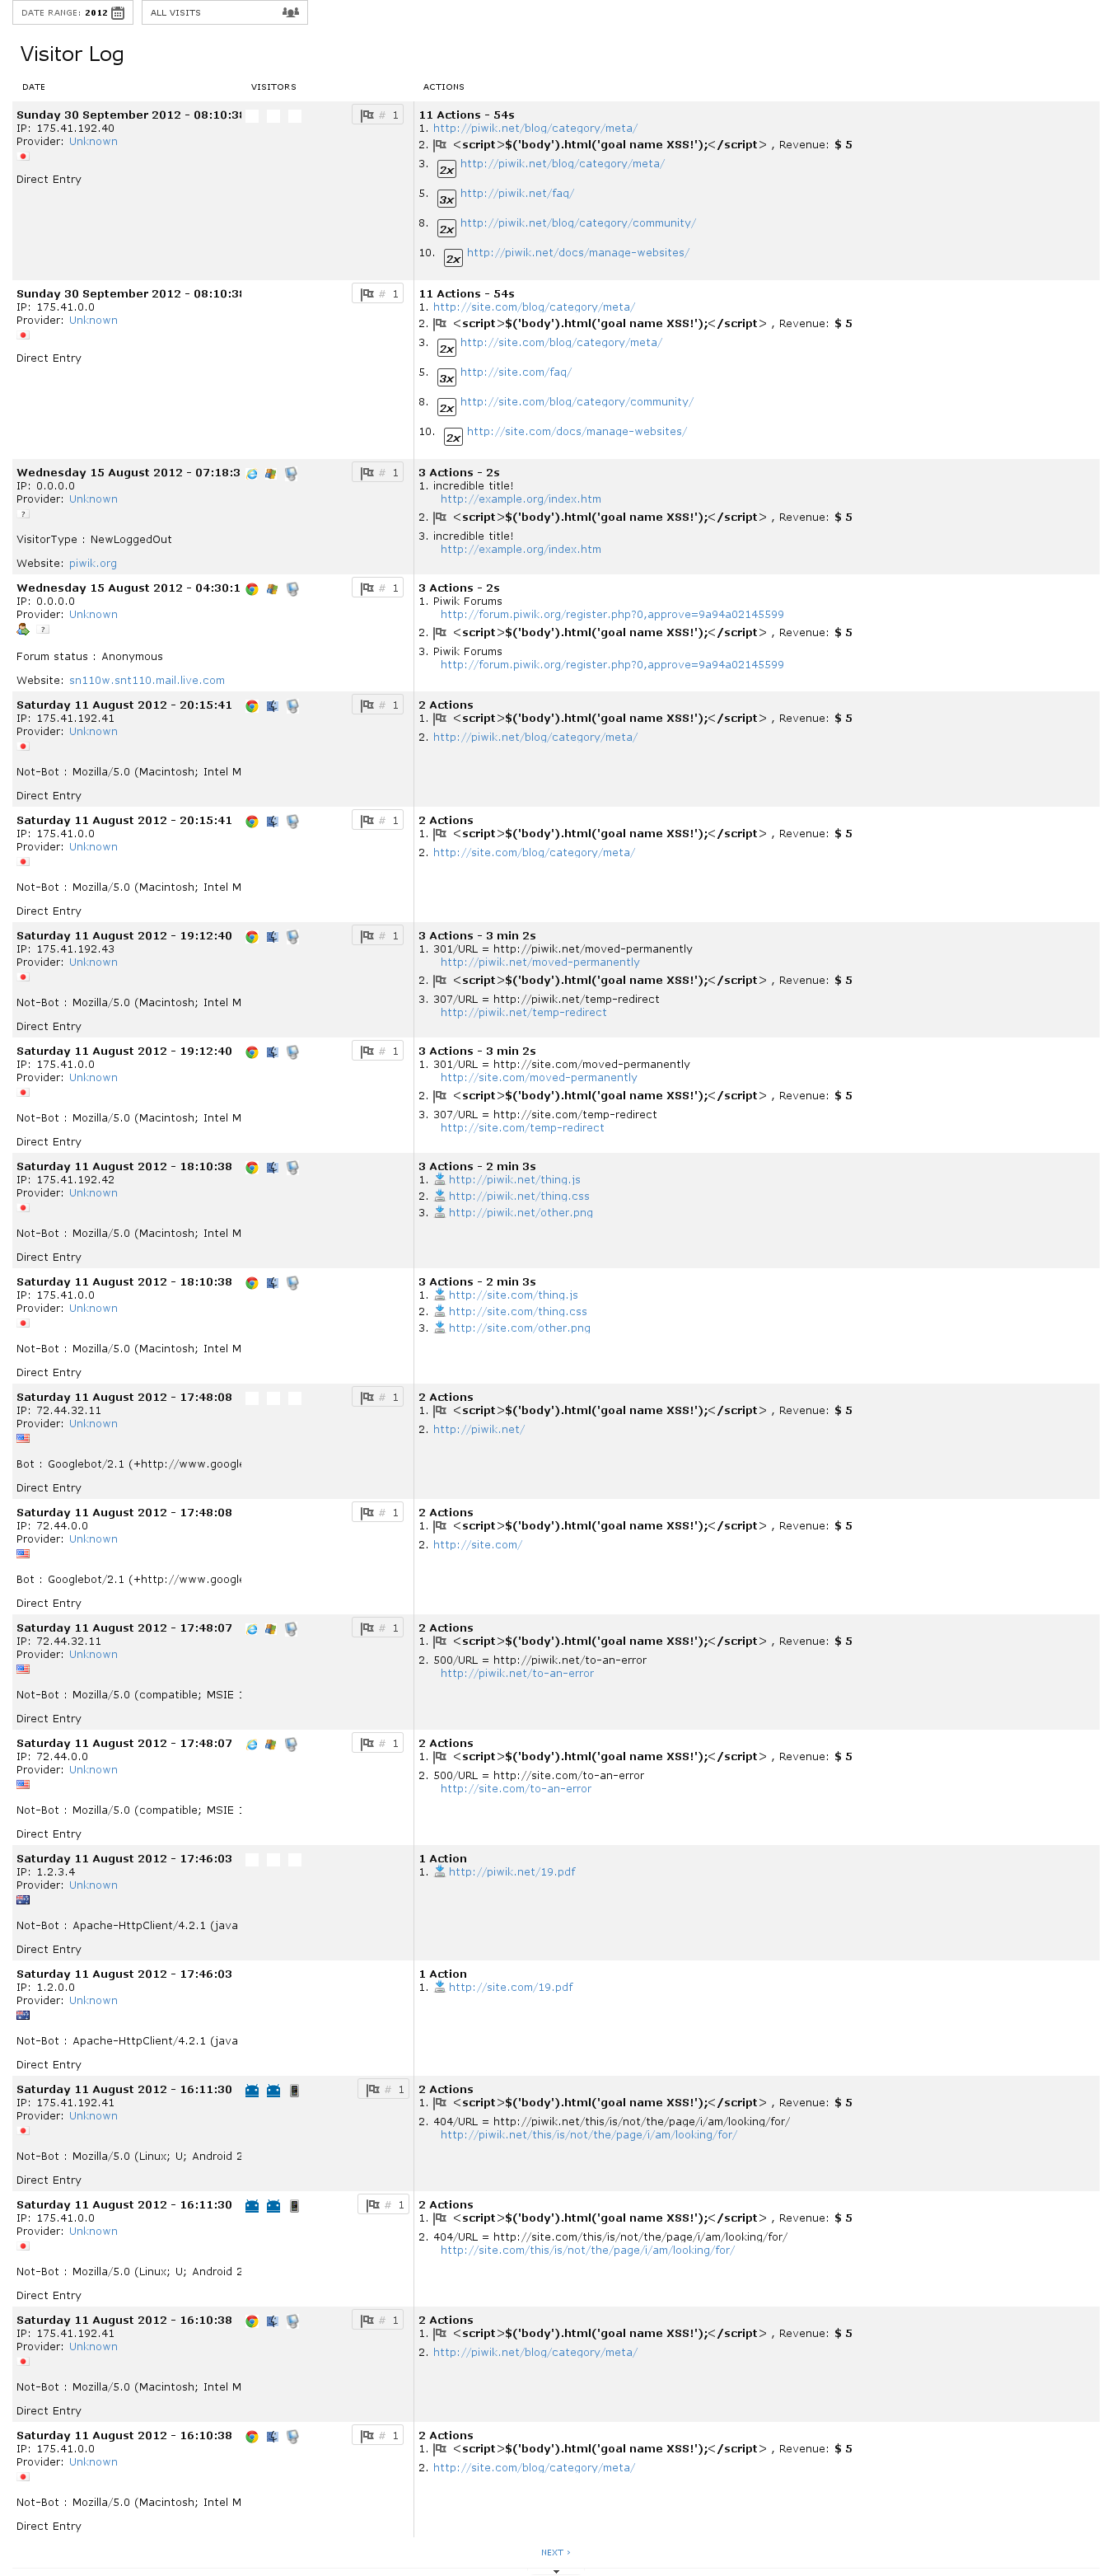 DATE RANGE: 2012
ALL VISITS
Visitor Log
DATE VISITORS ACTIONS
Sunday 30 September 2012 - 08:10:3
IP: 175.41.192.40
Provider: Unknown
Direct Entry
# 1
11 Actions - 54s
1. http://piwik.net/blog/category/meta/
2. <script>$('body').html('goal name XSS!');</script> , Revenue: $ 5
3. 2x http://piwik.net/blog/category/meta/
5. 3x http://piwik.net/faq/
8. 2x http://piwik.net/blog/category/community/
10. 2x http://piwik.net/docs/manage-websites/
Sunday 30 September 2012 - 08:10:3
IP: 175.41.0.0
Provider: Unknown
Direct Entry
# 1
11 Actions - 54s
1. http://site.com/blog/category/meta/
2. <script>$('body').html('goal name XSS!');</script> , Revenue: $ 5
3. 2x http://site.com/blog/category/meta/
5. 3x http://site.com/faq/
8. 2x http://site.com/blog/category/community/
10. 2x http://site.com/docs/manage-websites/
Wednesday 15 August 2012 - 07:18:3
IP: 0.0.0.0
Provider: Unknown
?
VisitorType : NewLoggedOut
Website: piwik.org
# 1
3 Actions - 2s
1. incredible title!
http://example.org/index.htm
2. <script>$('body').html('goal name XSS!');</script> , Revenue: $ 5
3. incredible title!
http://example.org/index.htm
Wednesday 15 August 2012 - 04:30:1
IP: 0.0.0.0
Provider: Unknown
?
Forum status : Anonymous
Website: sn110w.snt110.mail.live.com
# 1
3 Actions - 2s
1. Piwik Forums
http://forum.piwik.org/register.php?0,approve=9a94a02145599
2. <script>$('body').html('goal name XSS!');</script> , Revenue: $ 5
3. Piwik Forums
http://forum.piwik.org/register.php?0,approve=9a94a02145599
Saturday 11 August 2012 - 20:15:41
IP: 175.41.192.41
Provider: Unknown
Not-Bot : Mozilla/5.0 (Macintosh; Intel M
Direct Entry
# 1
2 Actions
1. <script>$('body').html('goal name XSS!');</script> , Revenue: $ 5
2. http://piwik.net/blog/category/meta/
Saturday 11 August 2012 - 20:15:41
IP: 175.41.0.0
Provider: Unknown
Not-Bot : Mozilla/5.0 (Macintosh; Intel M
Direct Entry
# 1
2 Actions
1. <script>$('body').html('goal name XSS!');</script> , Revenue: $ 5
2. http://site.com/blog/category/meta/
Saturday 11 August 2012 - 19:12:40
IP: 175.41.192.43
Provider: Unknown
Not-Bot : Mozilla/5.0 (Macintosh; Intel M
Direct Entry
# 1
3 Actions - 3 min 2s
1. 301/URL = http://piwik.net/moved-permanently
http://piwik.net/moved-permanently
2. <script>$('body').html('goal name XSS!');</script> , Revenue: $ 5
3. 307/URL = http://piwik.net/temp-redirect
http://piwik.net/temp-redirect
Saturday 11 August 2012 - 19:12:40
IP: 175.41.0.0
Provider: Unknown
Not-Bot : Mozilla/5.0 (Macintosh; Intel M
Direct Entry
# 1
3 Actions - 3 min 2s
1. 301/URL = http://site.com/moved-permanently
http://site.com/moved-permanently
2. <script>$('body').html('goal name XSS!');</script> , Revenue: $ 5
3. 307/URL = http://site.com/temp-redirect
http://site.com/temp-redirect
Saturday 11 August 2012 - 18:10:38
IP: 175.41.192.42
Provider: Unknown
Not-Bot : Mozilla/5.0 (Macintosh; Intel M
Direct Entry
3 Actions - 2 min 3s
1. http://piwik.net/thing.js
2. http://piwik.net/thing.css
3. http://piwik.net/other.png
Saturday 11 August 2012 - 18:10:38
IP: 175.41.0.0
Provider: Unknown
Not-Bot : Mozilla/5.0 (Macintosh; Intel M
Direct Entry
3 Actions - 2 min 3s
1. http://site.com/thing.js
2. http://site.com/thing.css
3. http://site.com/other.png
Saturday 11 August 2012 - 17:48:08
IP: 72.44.32.11
Provider: Unknown
Bot : Googlebot/2.1 (+http://www.googl
Direct Entry
# 1
2 Actions
1. <script>$('body').html('goal name XSS!');</script> , Revenue: $ 5
2. http://piwik.net/
Saturday 11 August 2012 - 17:48:08
IP: 72.44.0.0
Provider: Unknown
Bot : Googlebot/2.1 (+http://www.googl
Direct Entry
# 1
2 Actions
1. <script>$('body').html('goal name XSS!');</script> , Revenue: $ 5
2. http://site.com/
Saturday 11 August 2012 - 17:48:07
IP: 72.44.32.11
Provider: Unknown
Not-Bot : Mozilla/5.0 (compatible; MSIE
Direct Entry
# 1
2 Actions
1. <script>$('body').html('goal name XSS!');</script> , Revenue: $ 5
2. 500/URL = http://piwik.net/to-an-error
http://piwik.net/to-an-error
Saturday 11 August 2012 - 17:48:07
IP: 72.44.0.0
Provider: Unknown
Not-Bot : Mozilla/5.0 (compatible; MSIE
Direct Entry
# 1
2 Actions
1. <script>$('body').html('goal name XSS!');</script> , Revenue: $ 5
2. 500/URL = http://site.com/to-an-error
http://site.com/to-an-error
Saturday 11 August 2012 - 17:46:03
IP: 1.2.3.4
Provider: Unknown
Not-Bot : Apache-HttpClient/4.2.1 (java
Direct Entry
1 Action
1. http://piwik.net/19.pdf
Saturday 11 August 2012 - 17:46:03
IP: 1.2.0.0
Provider: Unknown
Not-Bot : Apache-HttpClient/4.2.1 (java
Direct Entry
1 Action
1. http://site.com/19.pdf
Saturday 11 August 2012 - 16:11:30
IP: 175.41.192.41
Provider: Unknown
Not-Bot : Mozilla/5.0 (Linux; U; Android 2
Direct Entry
# 1
2 Actions
1. <script>$('body').html('goal name XSS!');</script> , Revenue: $ 5
2. 404/URL = http://piwik.net/this/is/not/the/page/i/am/looking/for/
http://piwik.net/this/is/not/the/page/i/am/looking/for/
Saturday 11 August 2012 - 16:11:30
IP: 175.41.0.0
Provider: Unknown
Not-Bot : Mozilla/5.0 (Linux; U; Android 2
Direct Entry
# 1
2 Actions
1. <script>$('body').html('goal name XSS!');</script> , Revenue: $ 5
2. 404/URL = http://site.com/this/is/not/the/page/i/am/looking/for/
http://site.com/this/is/not/the/page/i/am/looking/for/
Saturday 11 August 2012 - 16:10:38
IP: 175.41.192.41
Provider: Unknown
Not-Bot : Mozilla/5.0 (Macintosh; Intel M
Direct Entry
# 1
2 Actions
1. <script>$('body').html('goal name XSS!');</script> , Revenue: $ 5
2. http://piwik.net/blog/category/meta/
Saturday 11 August 2012 - 16:10:38
IP: 175.41.0.0
Provider: Unknown
Not-Bot : Mozilla/5.0 (Macintosh; Intel M
Direct Entry
# 1
2 Actions
1. <script>$('body').html('goal name XSS!');</script> , Revenue: $ 5
2. http://site.com/blog/category/meta/
NEXT ›